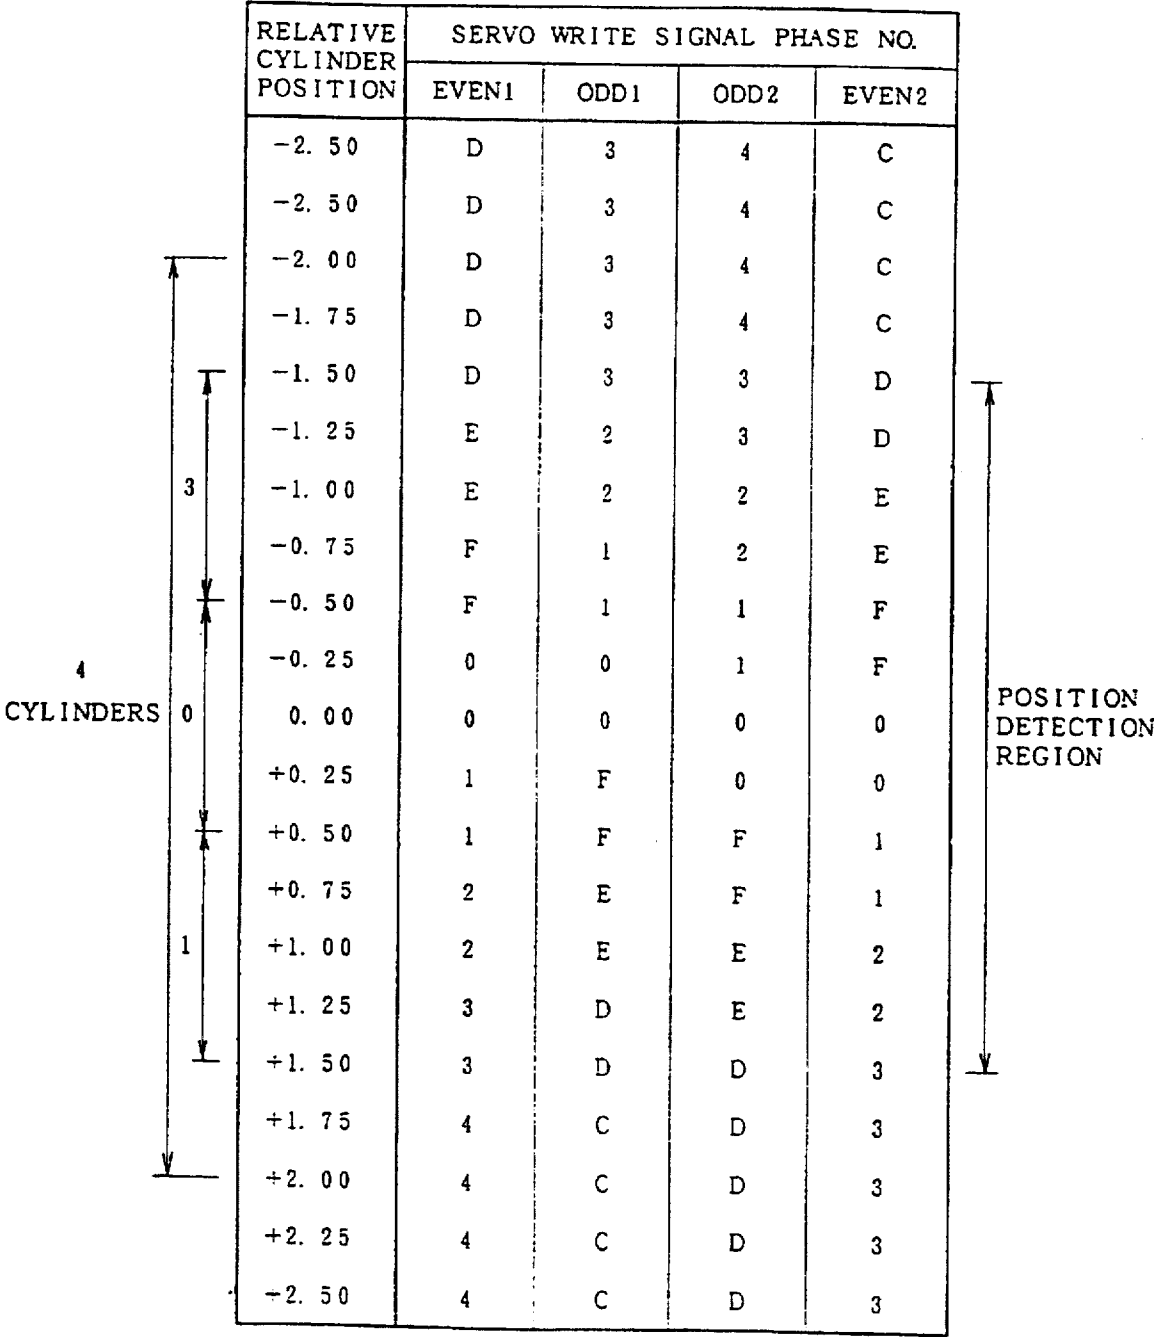 RELATIVE CYLINDER POSITION SERVO WRITE SIGNAL PHASE NO.
EVEN1 ODD1 ODD2 EVEN2
-2. 50 D 3 4 C
-2. 50 D 3 4 C
-2. 00 D 3 4 C
-1. 75 D 3 4 C
-1. 50 D 3 3 D
-1. 25 E 2 3 D
3 -1. 00 E 2 2 E
-0. 75 F 1 2 E
-0. 50 F 1 1 F
-0. 25 0 0 1 F
4 CYLINDERS 0 0. 00 0 0 0 0 POSITION DETECTION REGION
+0. 25 1 F 0 0
+0. 50 1 F F 1
+0. 75 2 E F 1
1 +1. 00 2 E E 2
+1. 25 3 D E 2
+1. 50 3 D D 3
+1. 75 4 C D 3
+2. 00 4 C D 3
+2. 25 4 C D 3
+2. 50 4 C D 3